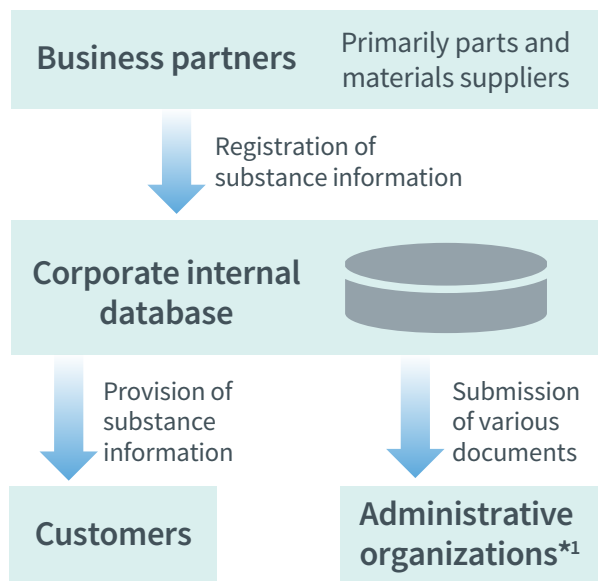 Business partners
Primarily parts and
materials suppliers
Registration of
substance information
Corporate internal
database
Provision of
substance
information
Submission
of various
documents
Customers
Administrative
organizations*1